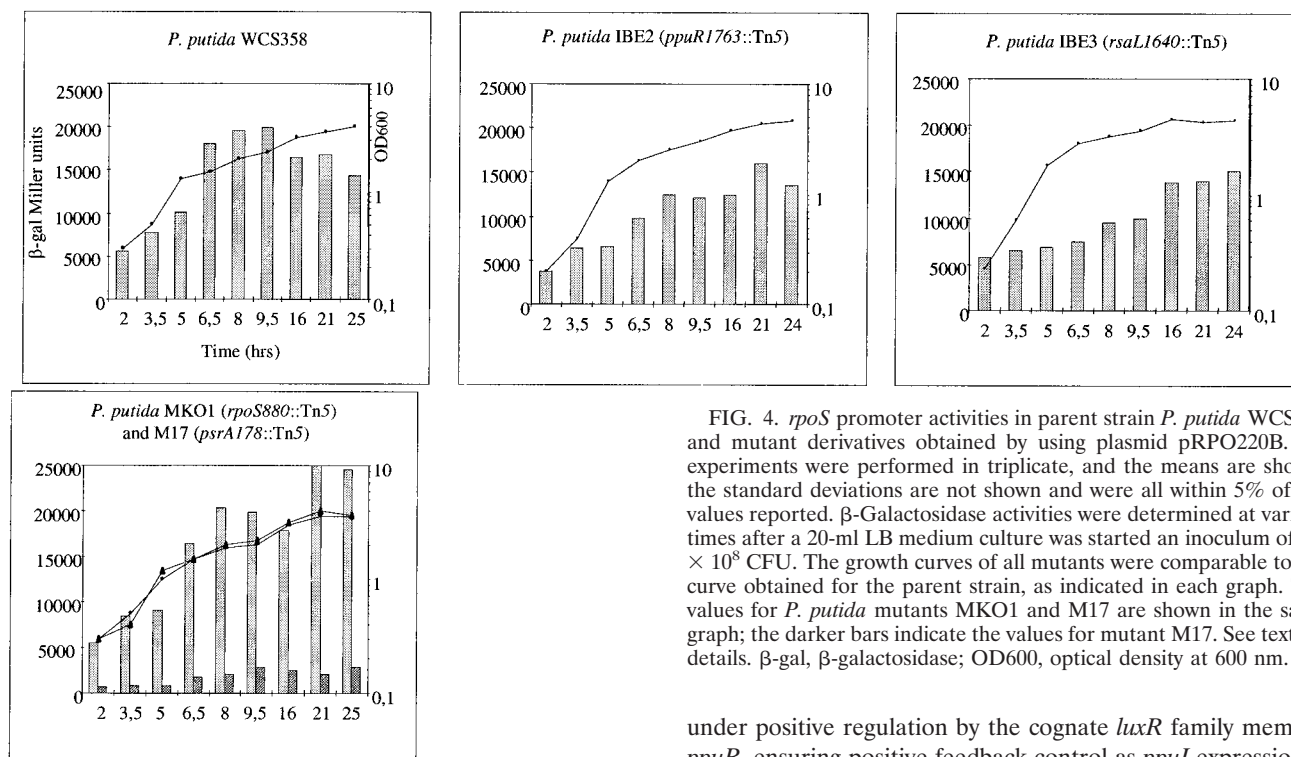 P. putida WCS358
25000
20000
15000
10000
5000
0
β-gal Miller units
10
1
0,1
OD600
2 3,5 5 6,5 8 9,5 16 21 25
Time (hrs)
P. putida IBE2 (ppuR1763::Tn5)
25000
20000
15000
10000
5000
0
10
1
0,1
2 3,5 5 6,5 8 9,5 16 21 24
P. putida IBE3 (rsaL1640::Tn5)
25000
20000
15000
10000
5000
0
10
1
0,1
2 3,5 5 6,5 8 9,5 16 21 24
P. putida MKO1 (rpoS880::Tn5)
and M17 (psrA178::Tn5)
25000
20000
15000
10000
5000
0
10
1
0,1
2 3,5 5 6,5 8 9,5 16 21 25
FIG. 4. rpoS promoter activities in parent strain P. putida WCS
and mutant derivatives obtained by using plasmid pRPO220B.
experiments were performed in triplicate, and the means are sho
the standard deviations are not shown and were all within 5% of
values reported. β-Galactosidase activities were determined at vari
times after a 20-ml LB medium culture was started an inoculum of
× 10⁸ CFU. The growth curves of all mutants were comparable to
curve obtained for the parent strain, as indicated in each graph.
values for P. putida mutants MKO1 and M17 are shown in the sa
graph; the darker bars indicate the values for mutant M17. See text
details. β-gal, β-galactosidase; OD600, optical density at 600 nm.
under positive regulation by the cognate luxR family mem
ensuring positive feedback control as expression